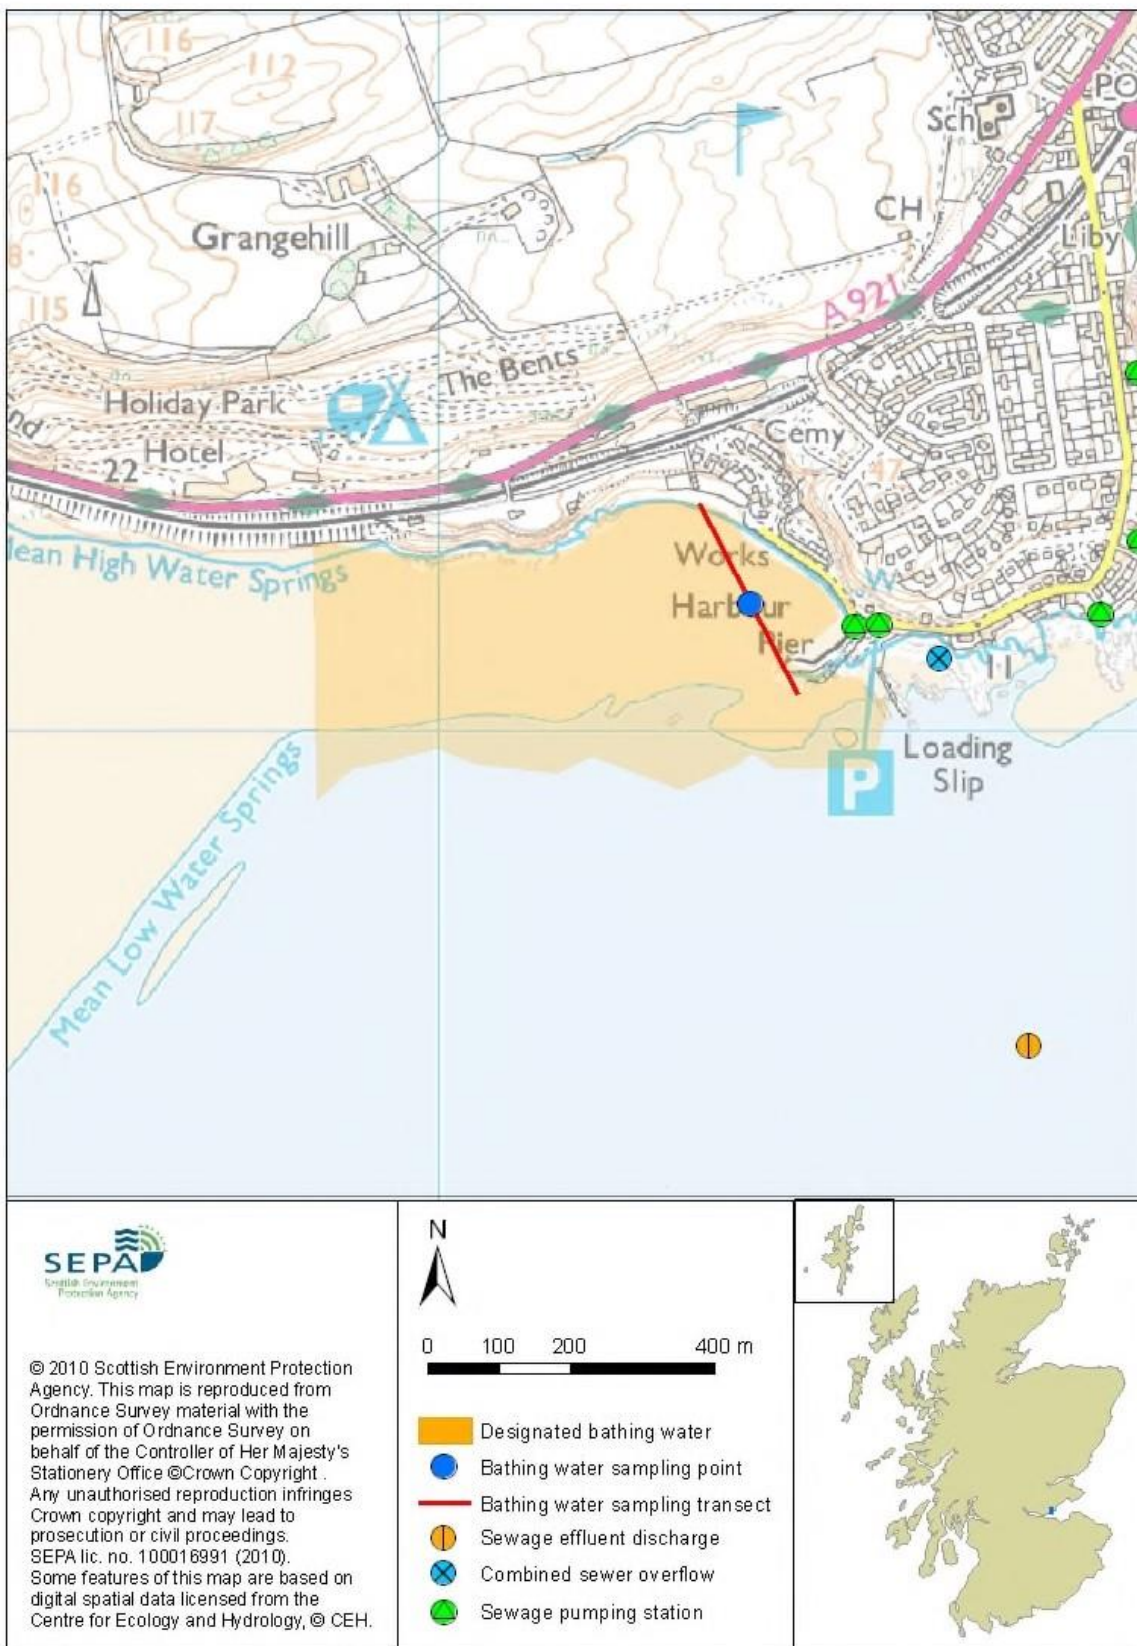 116
112
PO
Sch
117
116
CH
Grangehill
Liby
8
A 921
115
The Bents
Holiday Park
nd
Hotel
Cemy
22
47
lean High Water Springs
Works
W
Harbour
Pier
11
Loading
Slip
P
Mean Low Water Springs
SEPA
Scottish Environment
Protection Agency
N
0 100 200 400 m
© 2010 Scottish Environment Protection
Agency. This map is reproduced from
Ordnance Survey material with the
permission of Ordnance Survey on
behalf of the Controller of Her Majesty's
Stationery Office ©Crown Copyright .
Any unauthorised reproduction infringes
Crown copyright and may lead to
prosecution or civil proceedings.
SEPA lic. no. 100016991 (2010).
Some features of this map are based on
digital spatial data licensed from the
Centre for Ecology and Hydrology, © CEH.
Designated bathing water
Bathing water sampling point
Bathing water sampling transect
Sewage effluent discharge
Combined sewer overflow
Sewage pumping station